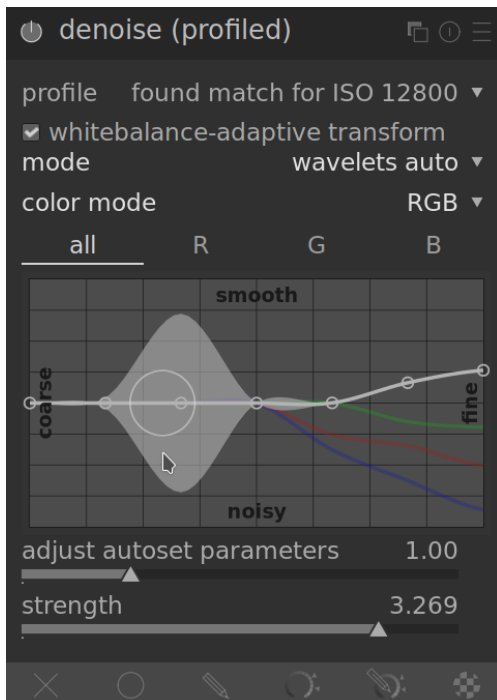 denoise (profiled)
profile found match for ISO 12800
whitebalance-adaptive transform
mode wavelets auto
color mode RGB
all R G B
smooth
coarse
fine
noisy
adjust autoset parameters 1.00
strength 3.269